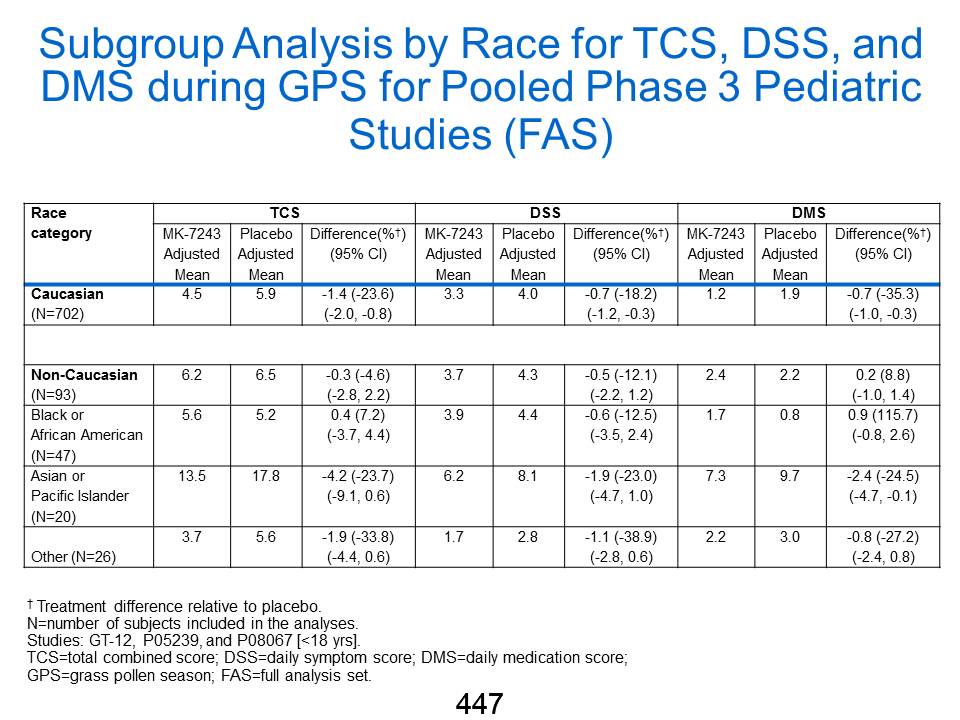 Subgroup Analysis by Race for TCS, DSS, and
DMS during GPS for Pooled Phase 3 Pediatric
Studies (FAS)
Race category TCS DSS DMS
MK-7243 Adjusted Mean Placebo Adjusted Mean Difference(%†) (95% CI) MK-7243 Adjusted Mean Placebo Adjusted Mean Difference(%†) (95% CI) MK-7243 Adjusted Mean Placebo Adjusted Mean Difference(%†) (95% CI)
Caucasian 4.5 5.9 -1.4 (-23.6) 3.3 4.0 -0.7 (-18.2) 1.2 1.9 -0.7 (-35.3)
(N=702) (-2.0, -0.8) (-1.2, -0.3) (-1.0, -0.3)
Non-Caucasian 6.2 6.5 -0.3 (-4.6) 3.7 4.3 -0.5 (-12.1) 2.4 2.2 0.2 (8.8)
(N=93) (-2.8, 2.2) (-2.2, 1.2) (-1.0, 1.4)
Black or 5.6 5.2 0.4 (7.2) 3.9 4.4 -0.6 (-12.5) 1.7 0.8 0.9 (115.7)
African American (-3.7, 4.4) (-3.5, 2.4) (-0.8, 2.6)
(N=47)
Asian or 13.5 17.8 -4.2 (-23.7) 6.2 8.1 -1.9 (-23.0) 7.3 9.7 -2.4 (-24.5)
Pacific Islander (-9.1, 0.6) (-4.7, 1.0) (-4.7, -0.1)
(N=20)
3.7 5.6 -1.9 (-33.8) 1.7 2.8 -1.1 (-38.9) 2.2 3.0 -0.8 (-27.2)
Other (N=26) (-4.4, 0.6) (-2.8, 0.6) (-2.4, 0.8)
† Treatment difference relative to placebo.
N=number of subjects included in the analyses.
Studies: GT-12, P05239, and P08067 [<18 yrs].
TCS=total combined score; DSS=daily symptom score; DMS=daily medication score;
GPS=grass pollen season; FAS=full analysis set.
447